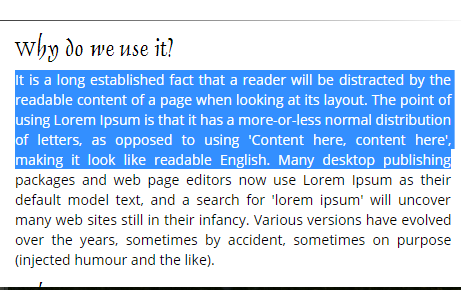 Why do we use it?
It is a long established fact that a reader will be distracted by the
readable content of a page when looking at its layout. The point of
using Lorem Ipsum is that it has a more-or-less normal distribution
of letters, as opposed to using 'Content here, content here',
making it look like readable English. Many desktop publishing
packages and web page editors now use Lorem Ipsum as their
default model text, and a search for 'lorem ipsum' will uncover
many web sites still in their infancy. Various versions have evolved
over the years, sometimes by accident, sometimes on purpose
(injected humour and the like).